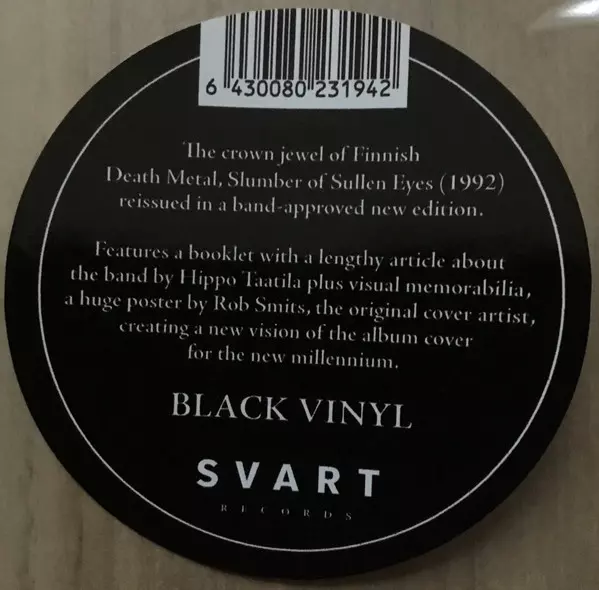 6 430080 231942
The crown jewel of Finnish
Death Metal, Slumber of Sullen Eyes (1992)
reissued in a band-approved new edition.
Features a booklet with a lengthy article about
the band by Hippo Taatila plus visual memorabilia,
a huge poster by Rob Smits, the original cover artist,
creating a new vision of the album cover
for the new millennium.
BLACK VINYL
SVART
RECORDS